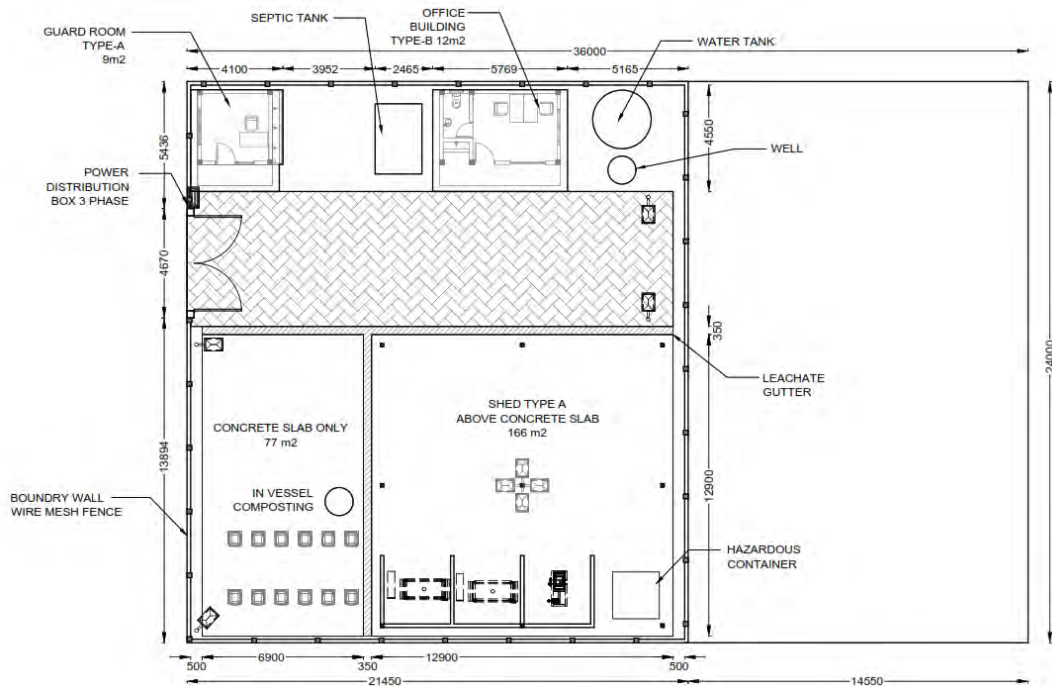 SEPTIC TANK
OFFICE
BUILDING
TYPE-B 12m2
GUARD ROOM
TYPE-A
9m2
WATER TANK
36000
4100
3952
2465
5769
5165
5436
4550
WELL
POWER
DISTRIBUTION
BOX 3 PHASE
4670
350
24000
LEACHATE
GUTTER
SHED TYPE A
ABOVE CONCRETE SLAB
166 m2
CONCRETE SLAB ONLY
77 m2
13894
12900
BOUNDRY WALL
WIRE MESH FENCE
IN VESSEL
COMPOSTING
HAZARDOUS
CONTAINER
500
6900
350
12900
500
21450
14550